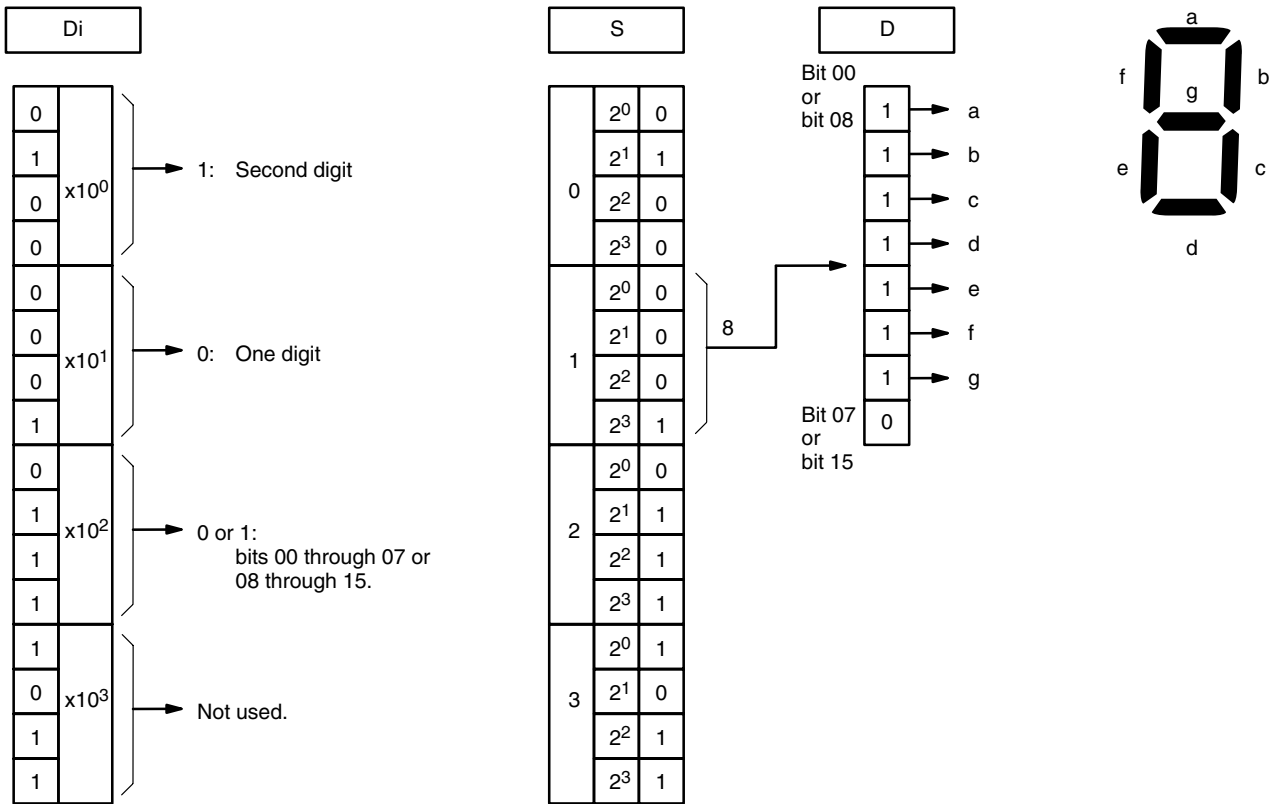 Di
0
1
0
0
x10⁰
1: Second digit
0
0
0
1
x10¹
0: One digit
0
1
1
1
x10²
0 or 1:
bits 00 through 07 or
08 through 15.
1
0
1
1
x10³
Not used.
S
0
2⁰ 0
2¹ 1
2² 0
2³ 0
1
2⁰ 0
2¹ 0
2² 0
2³ 1
8
2
2⁰ 0
2¹ 1
2² 1
2³ 1
3
2⁰ 1
2¹ 0
2² 1
2³ 1
D
Bit 00
or
bit 08
1 a
1 b
1 c
1 d
1 e
1 f
1 g
0
Bit 07
or
bit 15
a
f
b
g
e
c
d